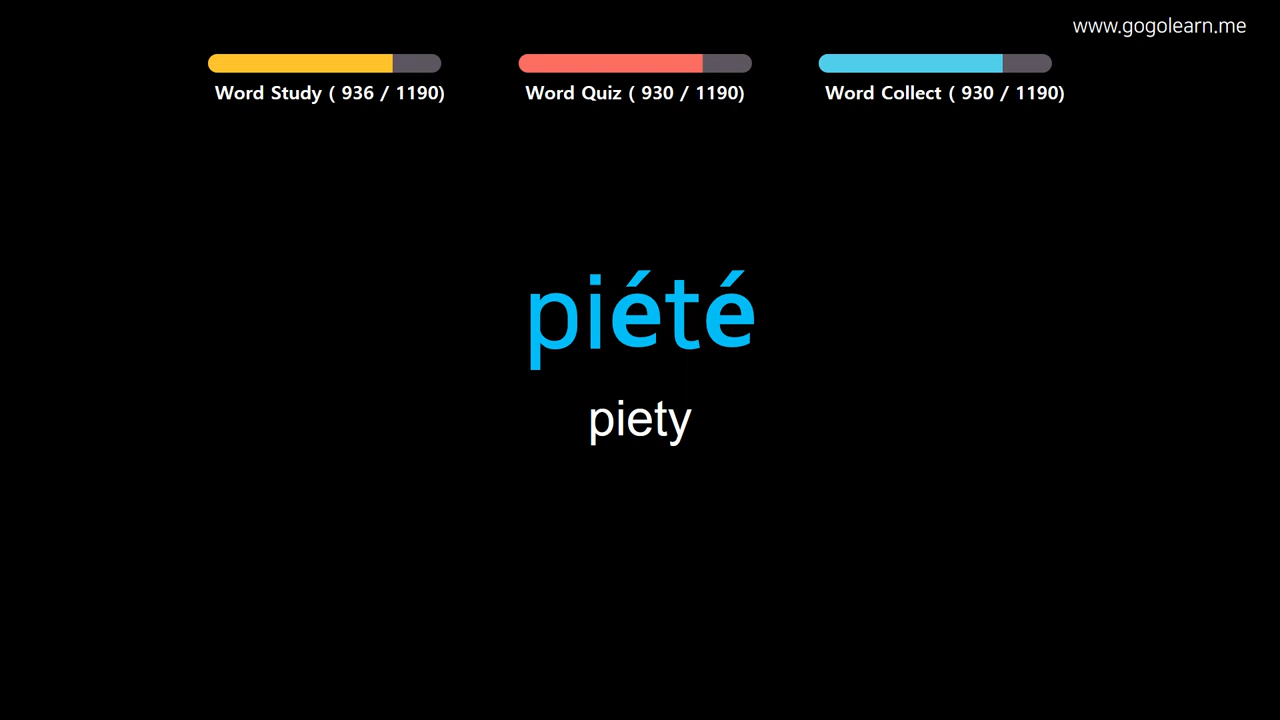 www.gogolearn.me
Word Study ( 936 / 1190)
Word Quiz ( 930 / 1190)
Word Collect ( 930 / 1190)
piété
piety